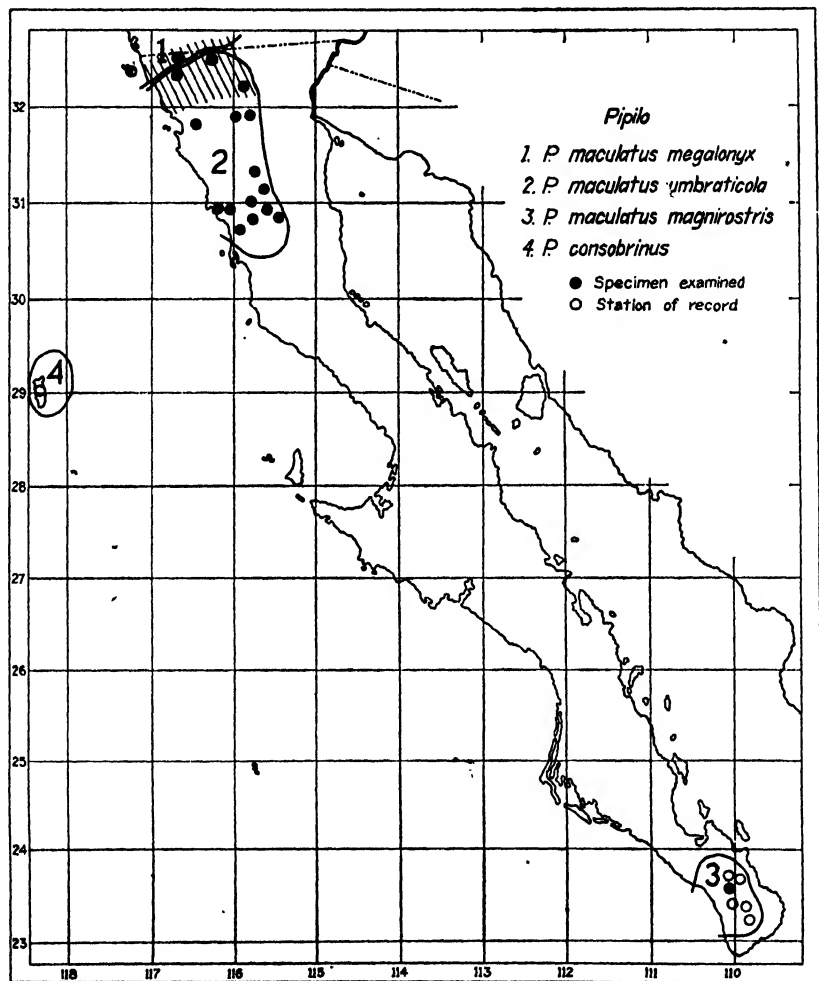 Pipilo
1. P. maculatus megalonyx
2. P. maculatus umbraticola
3. P. maculatus magnirostris
4. P. consobrinus
Specimen examined
Station of record
1
2
3
4
32
31
30
29
28
27
26
25
24
23
118 117 116 115 114 113 112 111 110